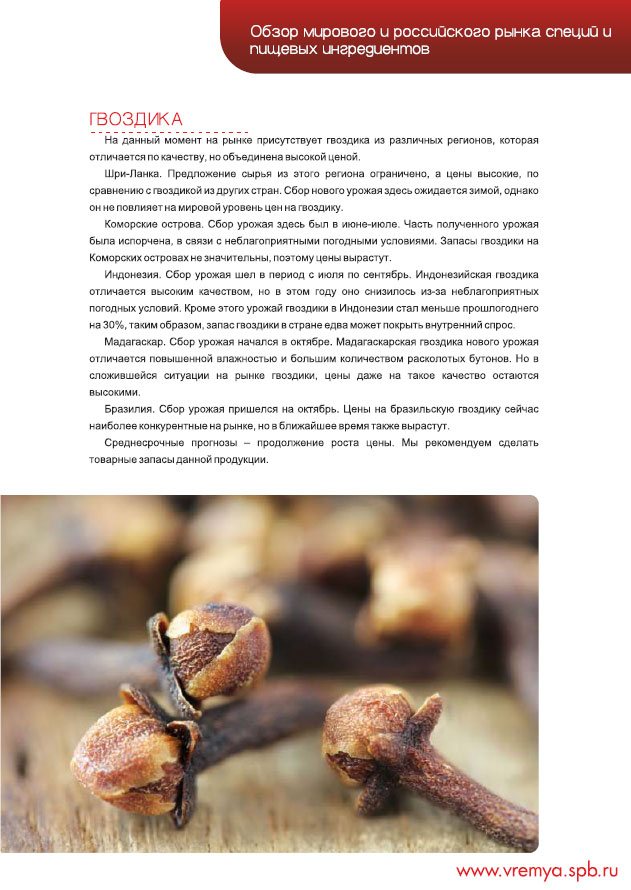 Обзор мирового и российского рынка специй и
пищевых ингредиентов
ГВОЗДИКА
На данный момент на рынке присутствует гвоздика из различных регионов, которая
отличается по качеству, но объединена высокой ценой.
Шри-Ланка. Предложение сырья из этого региона ограничено, а цены высокие, по
сравнению с гвоздикой из других стран. Сбор нового урожая здесь ожидается зимой, однако
он не повлияет на мировой уровень цен на гвоздику.
Коморские острова. Сбор урожая здесь был в июне-июле. Часть полученного урожая
была испорчена, в связи с неблагоприятными погодными условиями. Запасы гвоздики на
Коморских островах не значительны, поэтому цены вырастут.
Индонезия. Сбор урожая шел в период с июля по сентябрь. Индонезийская гвоздика
отличается высоким качеством, но в этом году оно снизилось из-за неблагоприятных
погодных условий. Кроме этого урожай гвоздики в Индонезии стал меньше прошлогоднего
на 30%, таким образом, запас гвоздики в стране едва может покрыть внутренний спрос.
Мадагаскар. Сбор урожая начался в октябре. Мадагаскарская гвоздика нового урожая
отличается повышенной влажностью и большим количеством расколотых бутонов. Но в
сложившейся ситуации на рынке гвоздики, цены даже на такое качество остаются
высокими.
Бразилия. Сбор урожая пришелся на октябрь. Цены на бразильскую гвоздику сейчас
наиболее конкурентные на рынке, но в ближайшее время также вырастут.
Среднесрочные прогнозы – продолжение роста цены. Мы рекомендуем сделать
товарные запасы данной продукции.
www.vremya.spb.ru